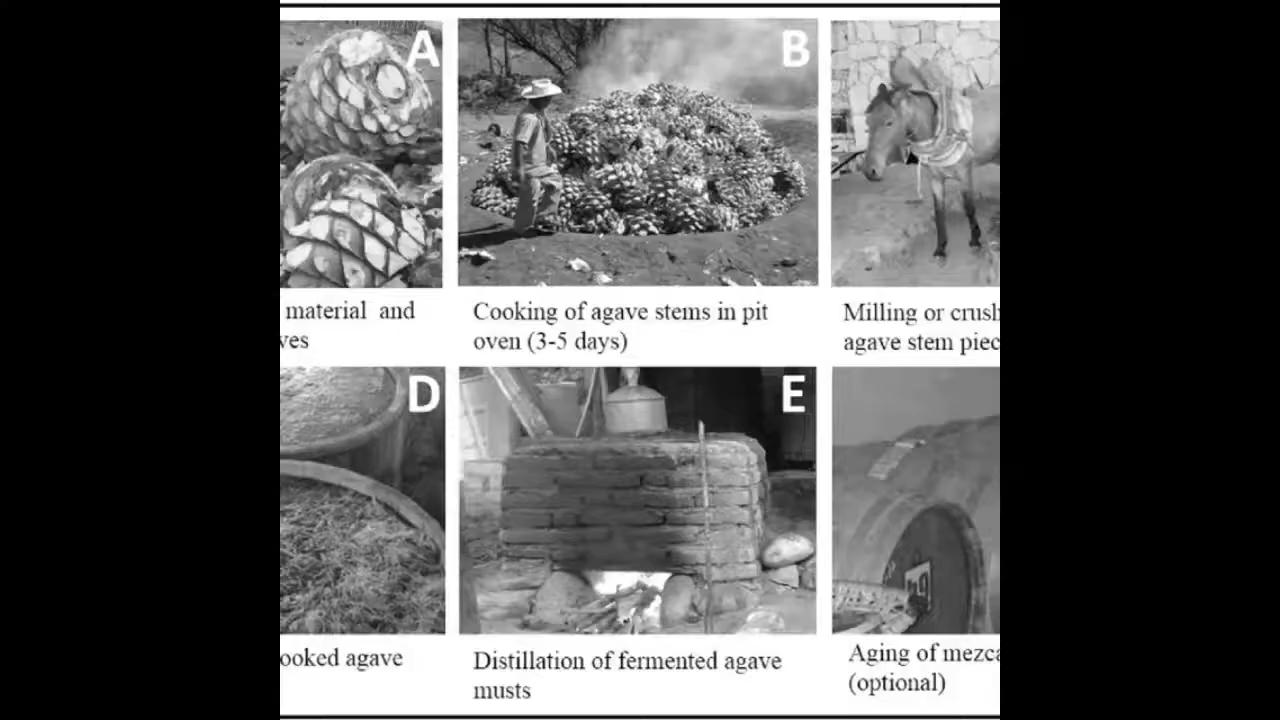 A
B
material and
ves
Cooking of agave stems in pit
oven (3-5 days)
Milling or crush
agave stem piec
D
E
ooked agave
Distillation of fermented agave
musts
Aging of mezca
(optional)